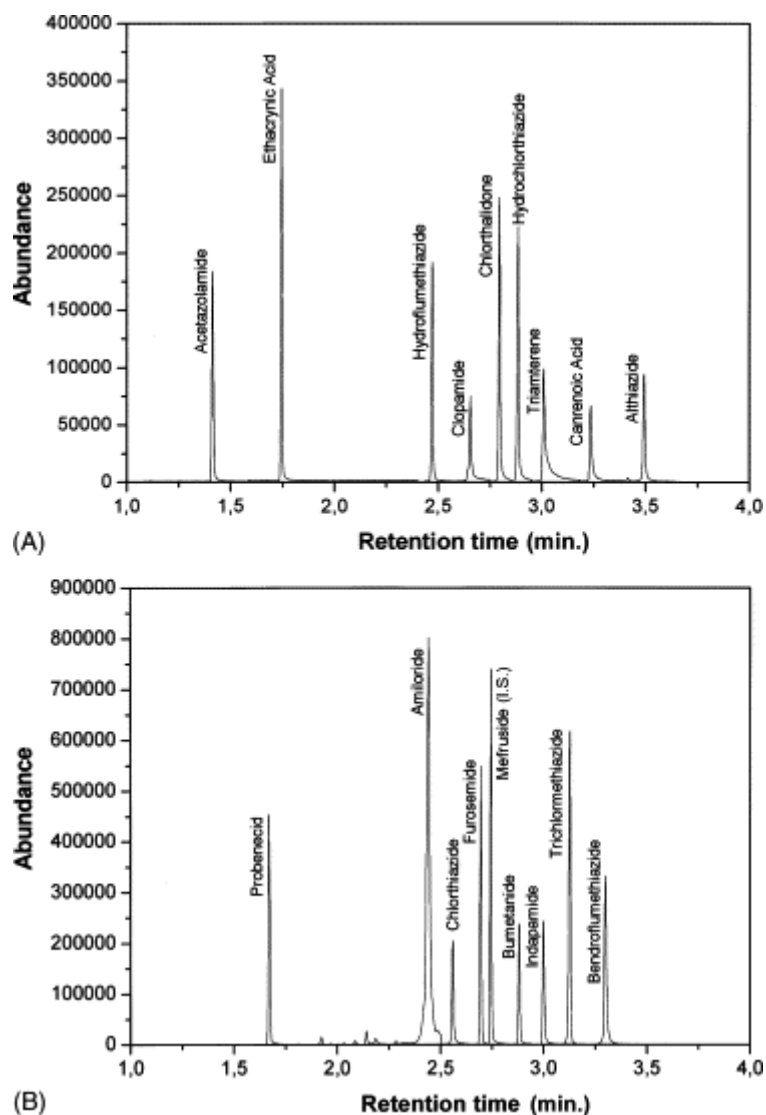 400000
350000
300000
250000
200000
150000
100000
50000
0
Abundance
Acetazolamide
Ethacrynic Acid
Hydroflumethiazide
Clopamide
Chlorthalidone
Hydrochlorthiazide
Triamterene
Canrenoic Acid
Althiazide
1,0 1,5 2,0 2,5 3,0 3,5 4,0
(A) Retention time (min.)
900000
800000
700000
600000
500000
400000
300000
200000
100000
0
Abundance
Probenecid
Amiloride
Chlorthiazide
Furosemide
Mefruside (I.S.)
Bumetanide
Indapamide
Trichlormethiazide
Bendroflumethiazide
1,0 1,5 2,0 2,5 3,0 3,5 4,0
(B) Retention time (min.)